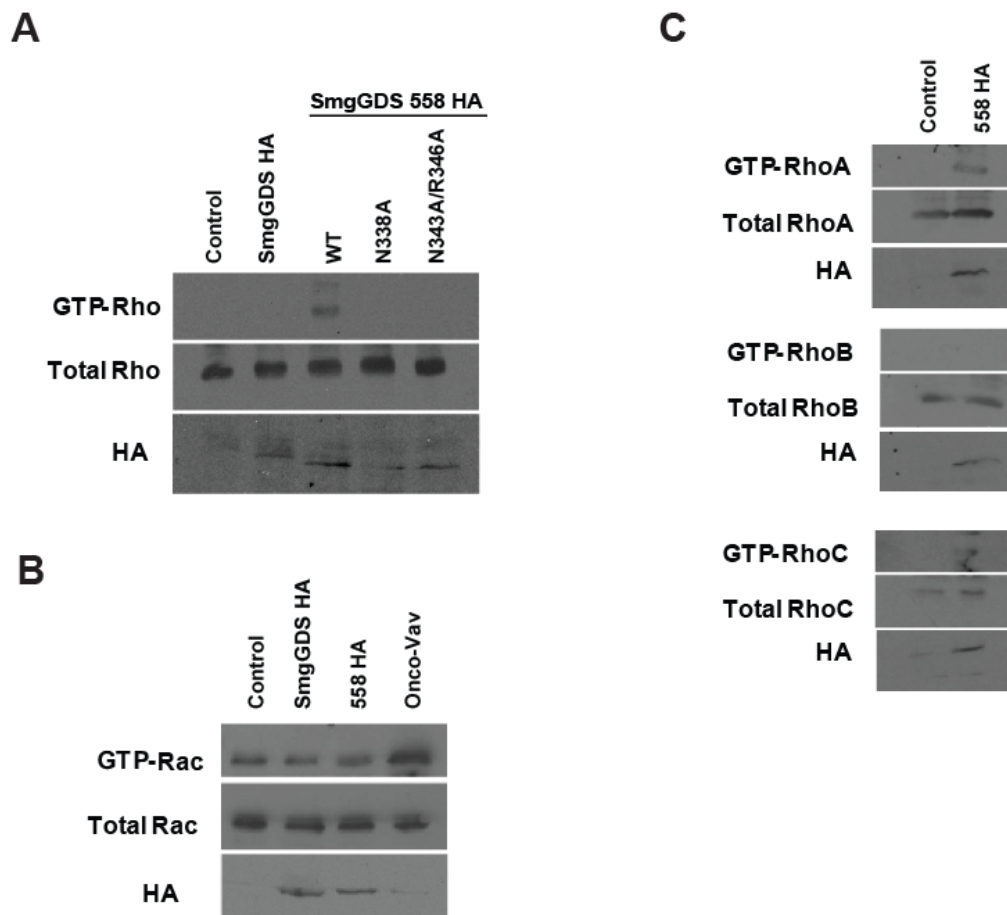 A
SmgGDS 558 HA
Control
SmgGDS HA
WT
N338A
N343A/R346A
GTP-Rho
Total Rho
HA
B
Control
SmgGDS HA
558 HA
Onco-Vav
GTP-Rac
Total Rac
HA
C
Control
558 HA
GTP-RhoA
Total RhoA
HA
GTP-RhoB
Total RhoB
HA
GTP-RhoC
Total RhoC
HA